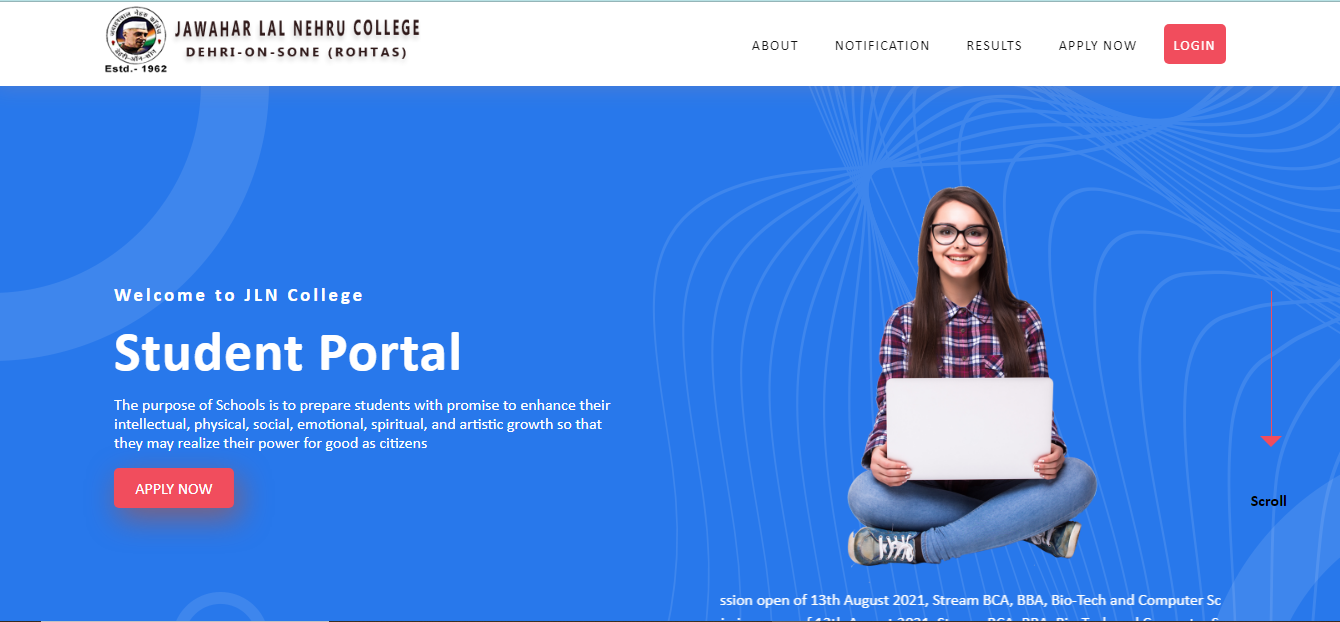 JAWAHAR LAL NEHRU COLLEGE
DEHRI-ON-SONE (ROHTAS)
Estd.- 1962
ABOUT
NOTIFICATION
RESULTS
APPLY NOW
LOGIN
Welcome to JLN College
Student Portal
The purpose of Schools is to prepare students with promise to enhance their
intellectual, physical, social, emotional, spiritual, and artistic growth so that
they may realize their power for good as citizens
APPLY NOW
Scroll
ssion open of 13th August 2021, Stream BCA, BBA, Bio-Tech and Computer Sc